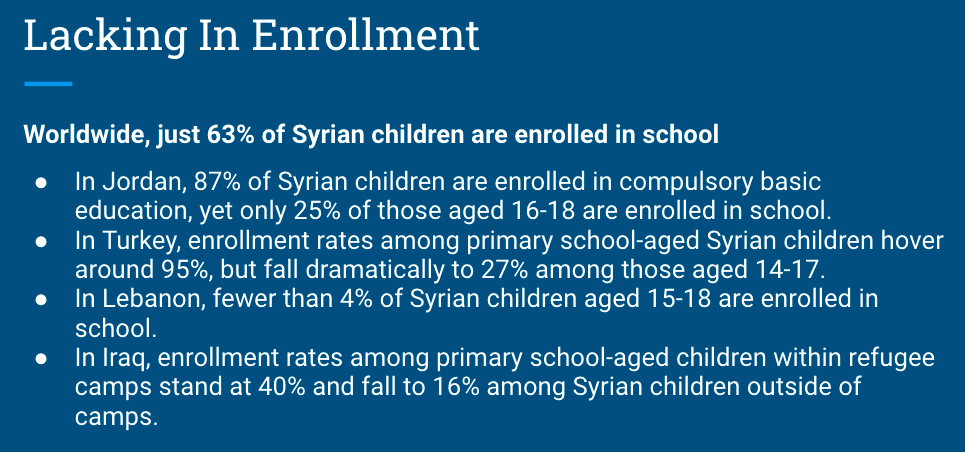 Lacking In Enrollment
Worldwide, just 63% of Syrian children are enrolled in school
● In Jordan, 87% of Syrian children are enrolled in compulsory basic
education, yet only 25% of those aged 16-18 are enrolled in school.
● In Turkey, enrollment rates among primary school-aged Syrian children hover
around 95%, but fall dramatically to 27% among those aged 14-17.
● In Lebanon, fewer than 4% of Syrian children aged 15-18 are enrolled in
school.
● In Iraq, enrollment rates among primary school-aged children within refugee
camps stand at 40% and fall to 16% among Syrian children outside of
camps.